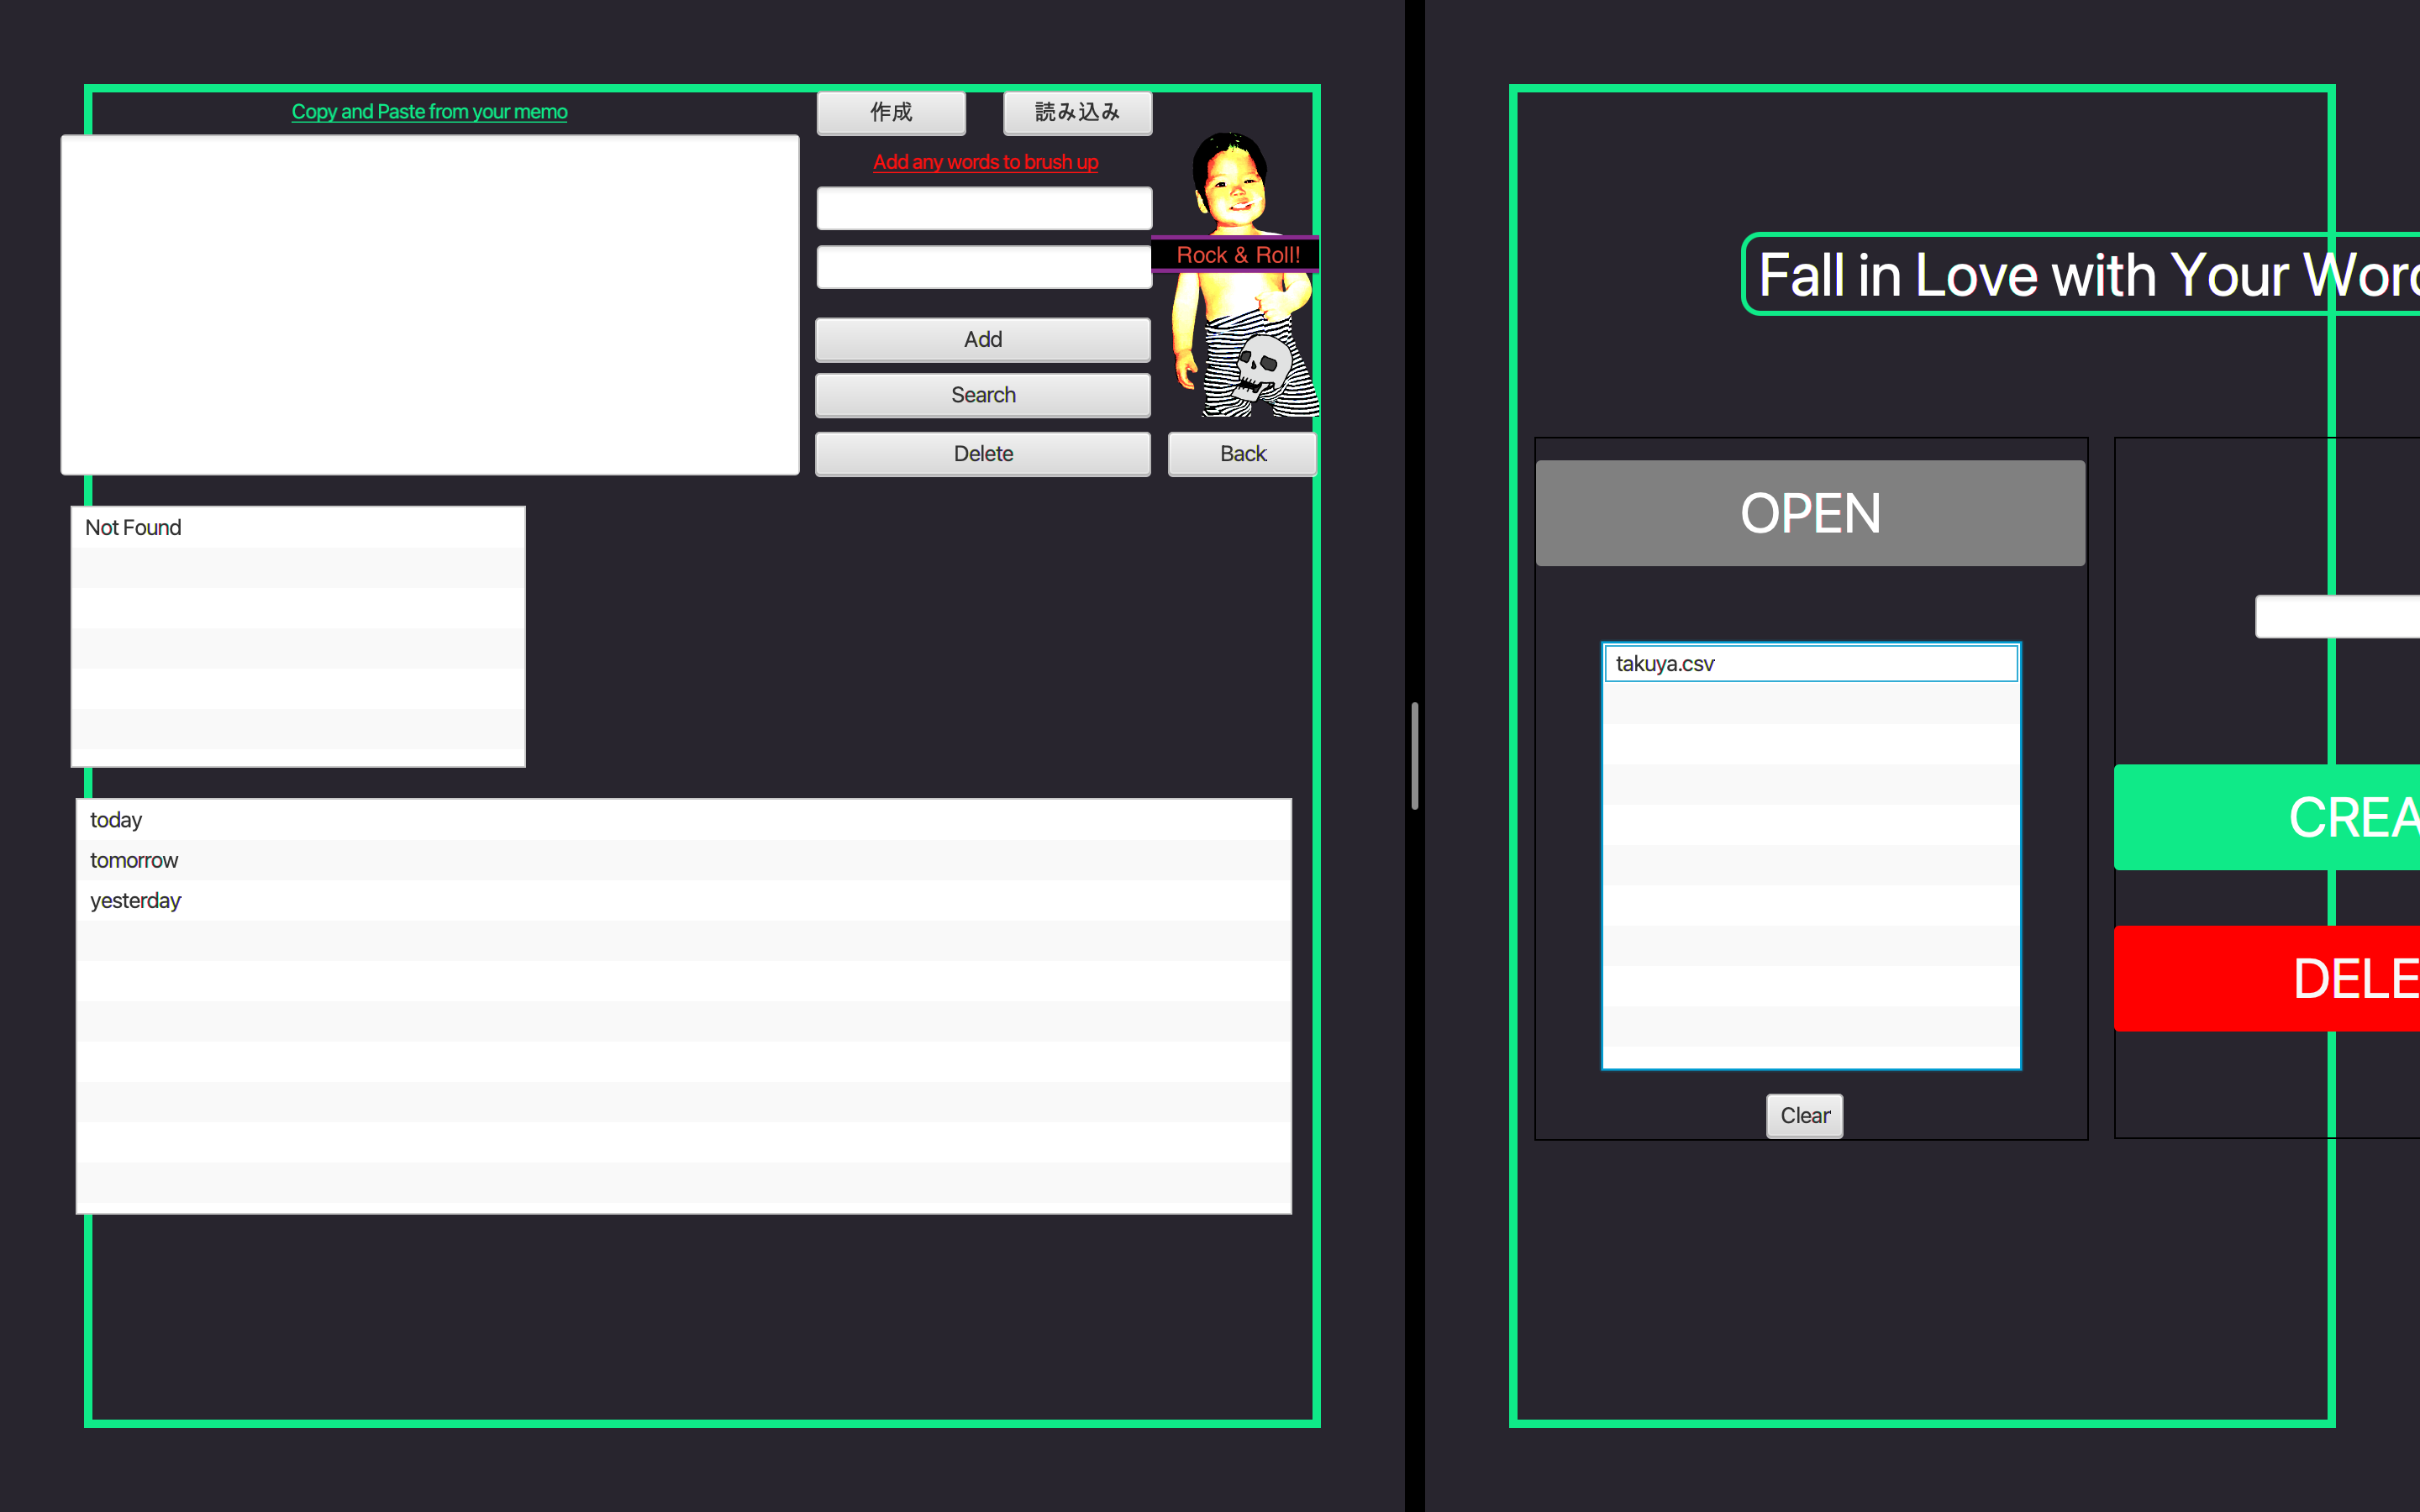 Copy and Paste from your memo
作成
読み込み
Add any words to brush up
Rock & Roll!
Add
Search
Delete
Back
Not Found
today
tomorrow
yesterday
Fall in Love with Your Word
OPEN
takuya.csv
Clear
CREA
DELE